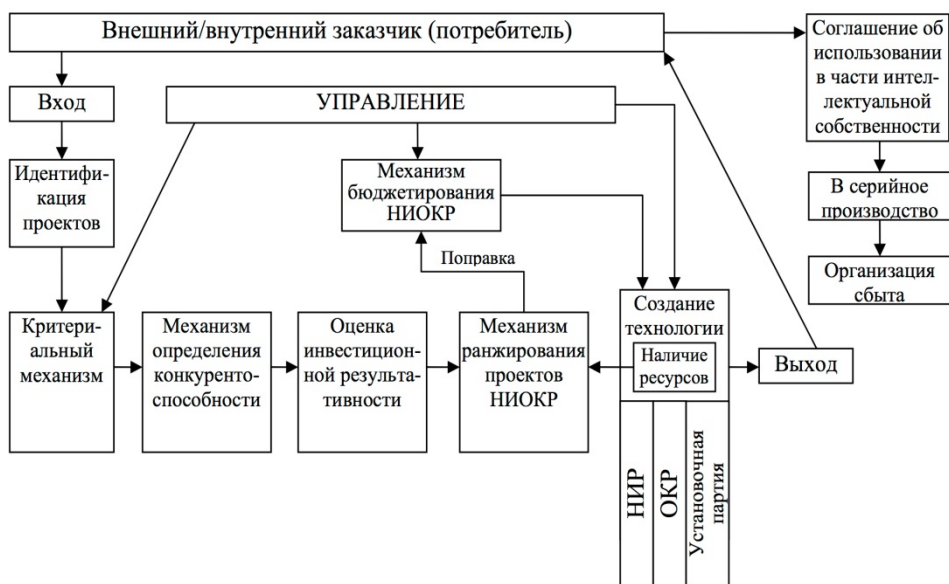 Внешний/внутренний заказчик (потребитель)
Соглашение об
использовании
в части интел-
лектуальной
собственности
Вход
УПРАВЛЕНИЕ
Идентифи-
кация
проектов
Механизм
бюджетирования
НИОКР
В серийное
производство
Поправка
Организация
сбыта
Критери-
альный
механизм
Механизм
определения
конкуренто-
способности
Оценка
инвестицион-
ной результа-
тивности
Механизм
ранжирования
проектов
НИОКР
Создание
технологии
Наличие
ресурсов
Выход
НИР
ОКР
Установочная
партия